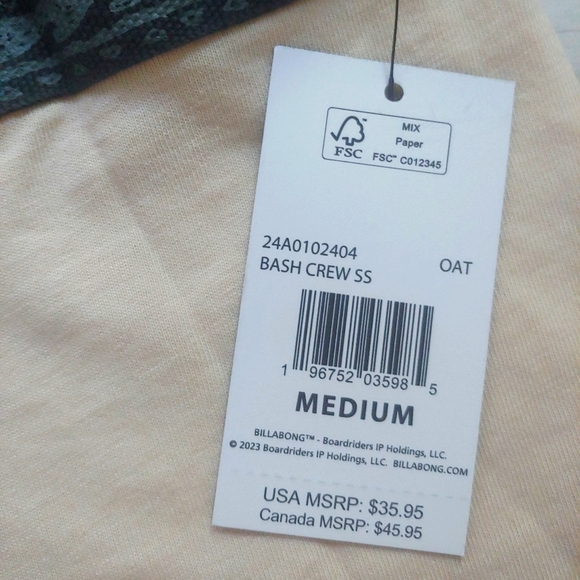 MIX
Paper
FSC™ C012345
FSC
24A0102404
BASH CREW SS
OAT
1 96752 03598 5
MEDIUM
BILLABONG™ - Boardriders IP Holdings, LLC.
© 2023 Boardriders IP Holdings, LLC. BILLABONG.COM
USA MSRP: $35.95
Canada MSRP: $45.95